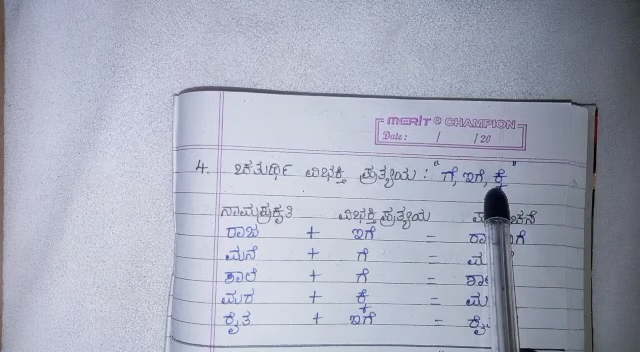 MERIT CHAMPION
Date: / /20
4. ಚತುರ್ಥಿ ವಿಭಕ್ತಿ ಪ್ರತ್ಯಯ : "ಗೆ, ಇಗೆ, ಕ್ಕೆ"
ನಾಮಪ್ರಕೃತಿ ವಿಭಕ್ತಿ ಪ್ರತ್ಯಯ
ರಾಜ + ಇಗೆ =
ಮನೆ + ಗೆ =
ಶಾಲೆ + ಗೆ =
ಮರ + ಕ್ಕೆ =
ರೈತ + ಇಗೆ =